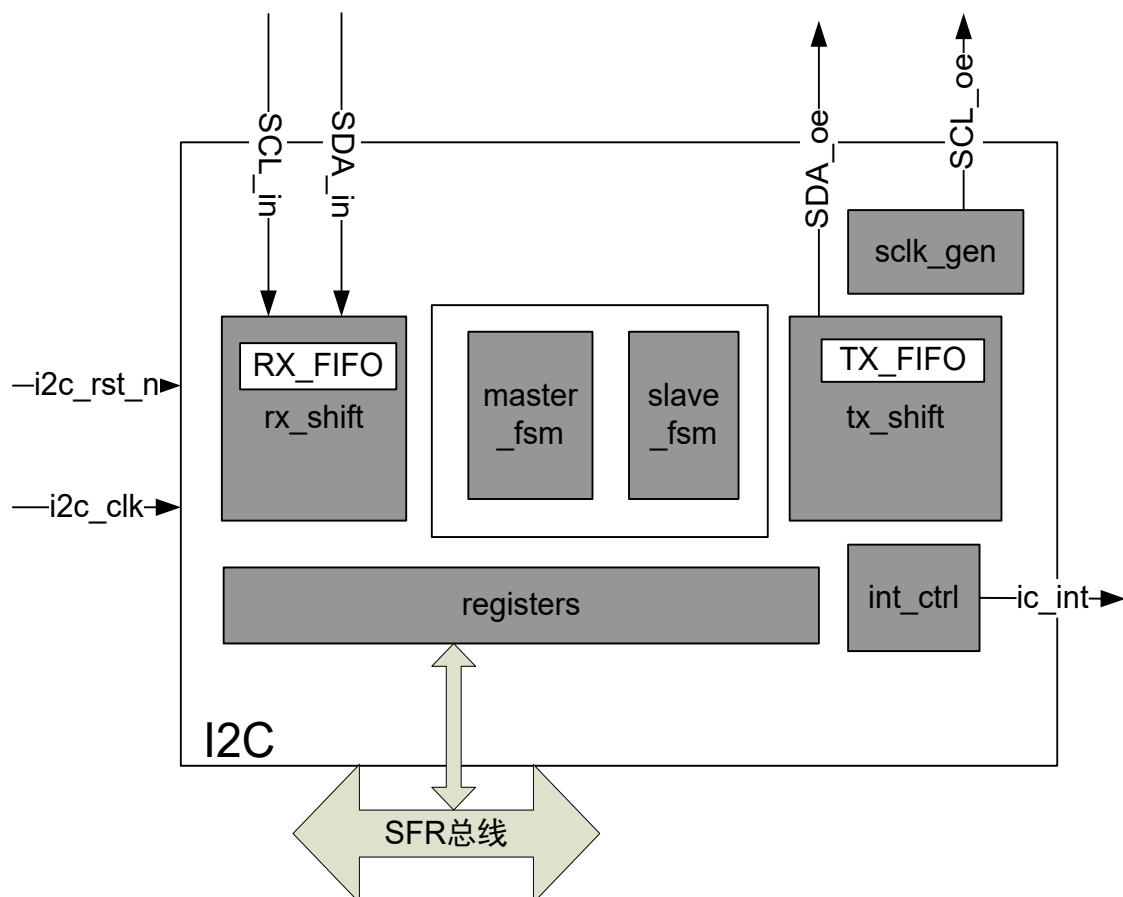 SCL_in
SDA_in
SDA_oe
SCL_oe
sclk_gen
RX_FIFO
rx_shift
master
_fsm
slave
_fsm
TX_FIFO
tx_shift
i2c_rst_n
i2c_clk
registers
int_ctrl
ic_int
I2C
SFR总线